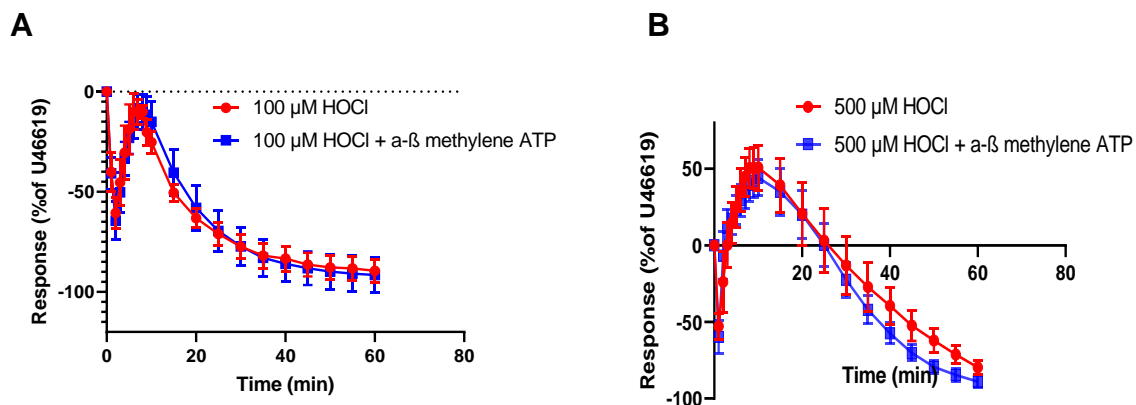 A
B
Response (%of U46619)
0
-50
-100
0
20
40
60
80
Time (min)
100 µM HOCl
100 µM HOCl + a-ß methylene ATP
Response (%of U46619)
50
0
-50
-100
20
40
60
80
Time (min)
500 µM HOCl
500 µM HOCl + a-ß methylene ATP